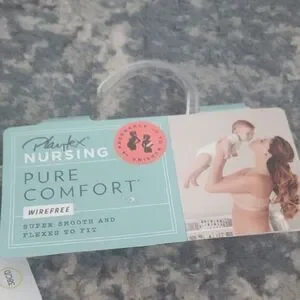 Playtex
NURSING
PURE
COMFORT
WIREFREE
SUPER SMOOTH AND
FLEXES TO FIT